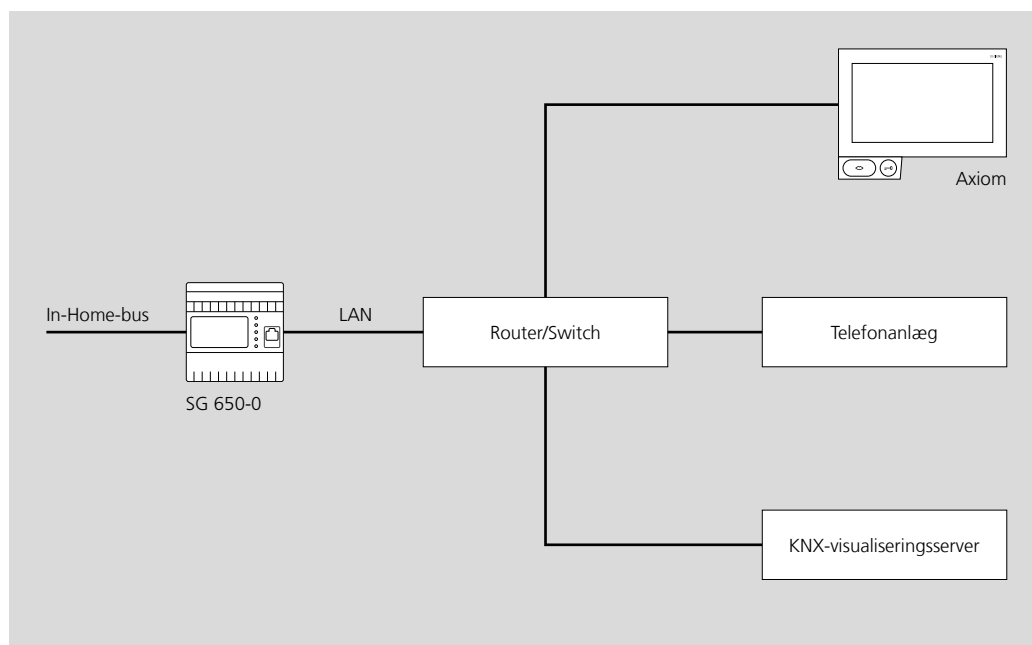 Axiom
In-Home-bus
LAN
Router/Switch
Telefonanlæg
SG 650-0
KNX-visualiseringsserver